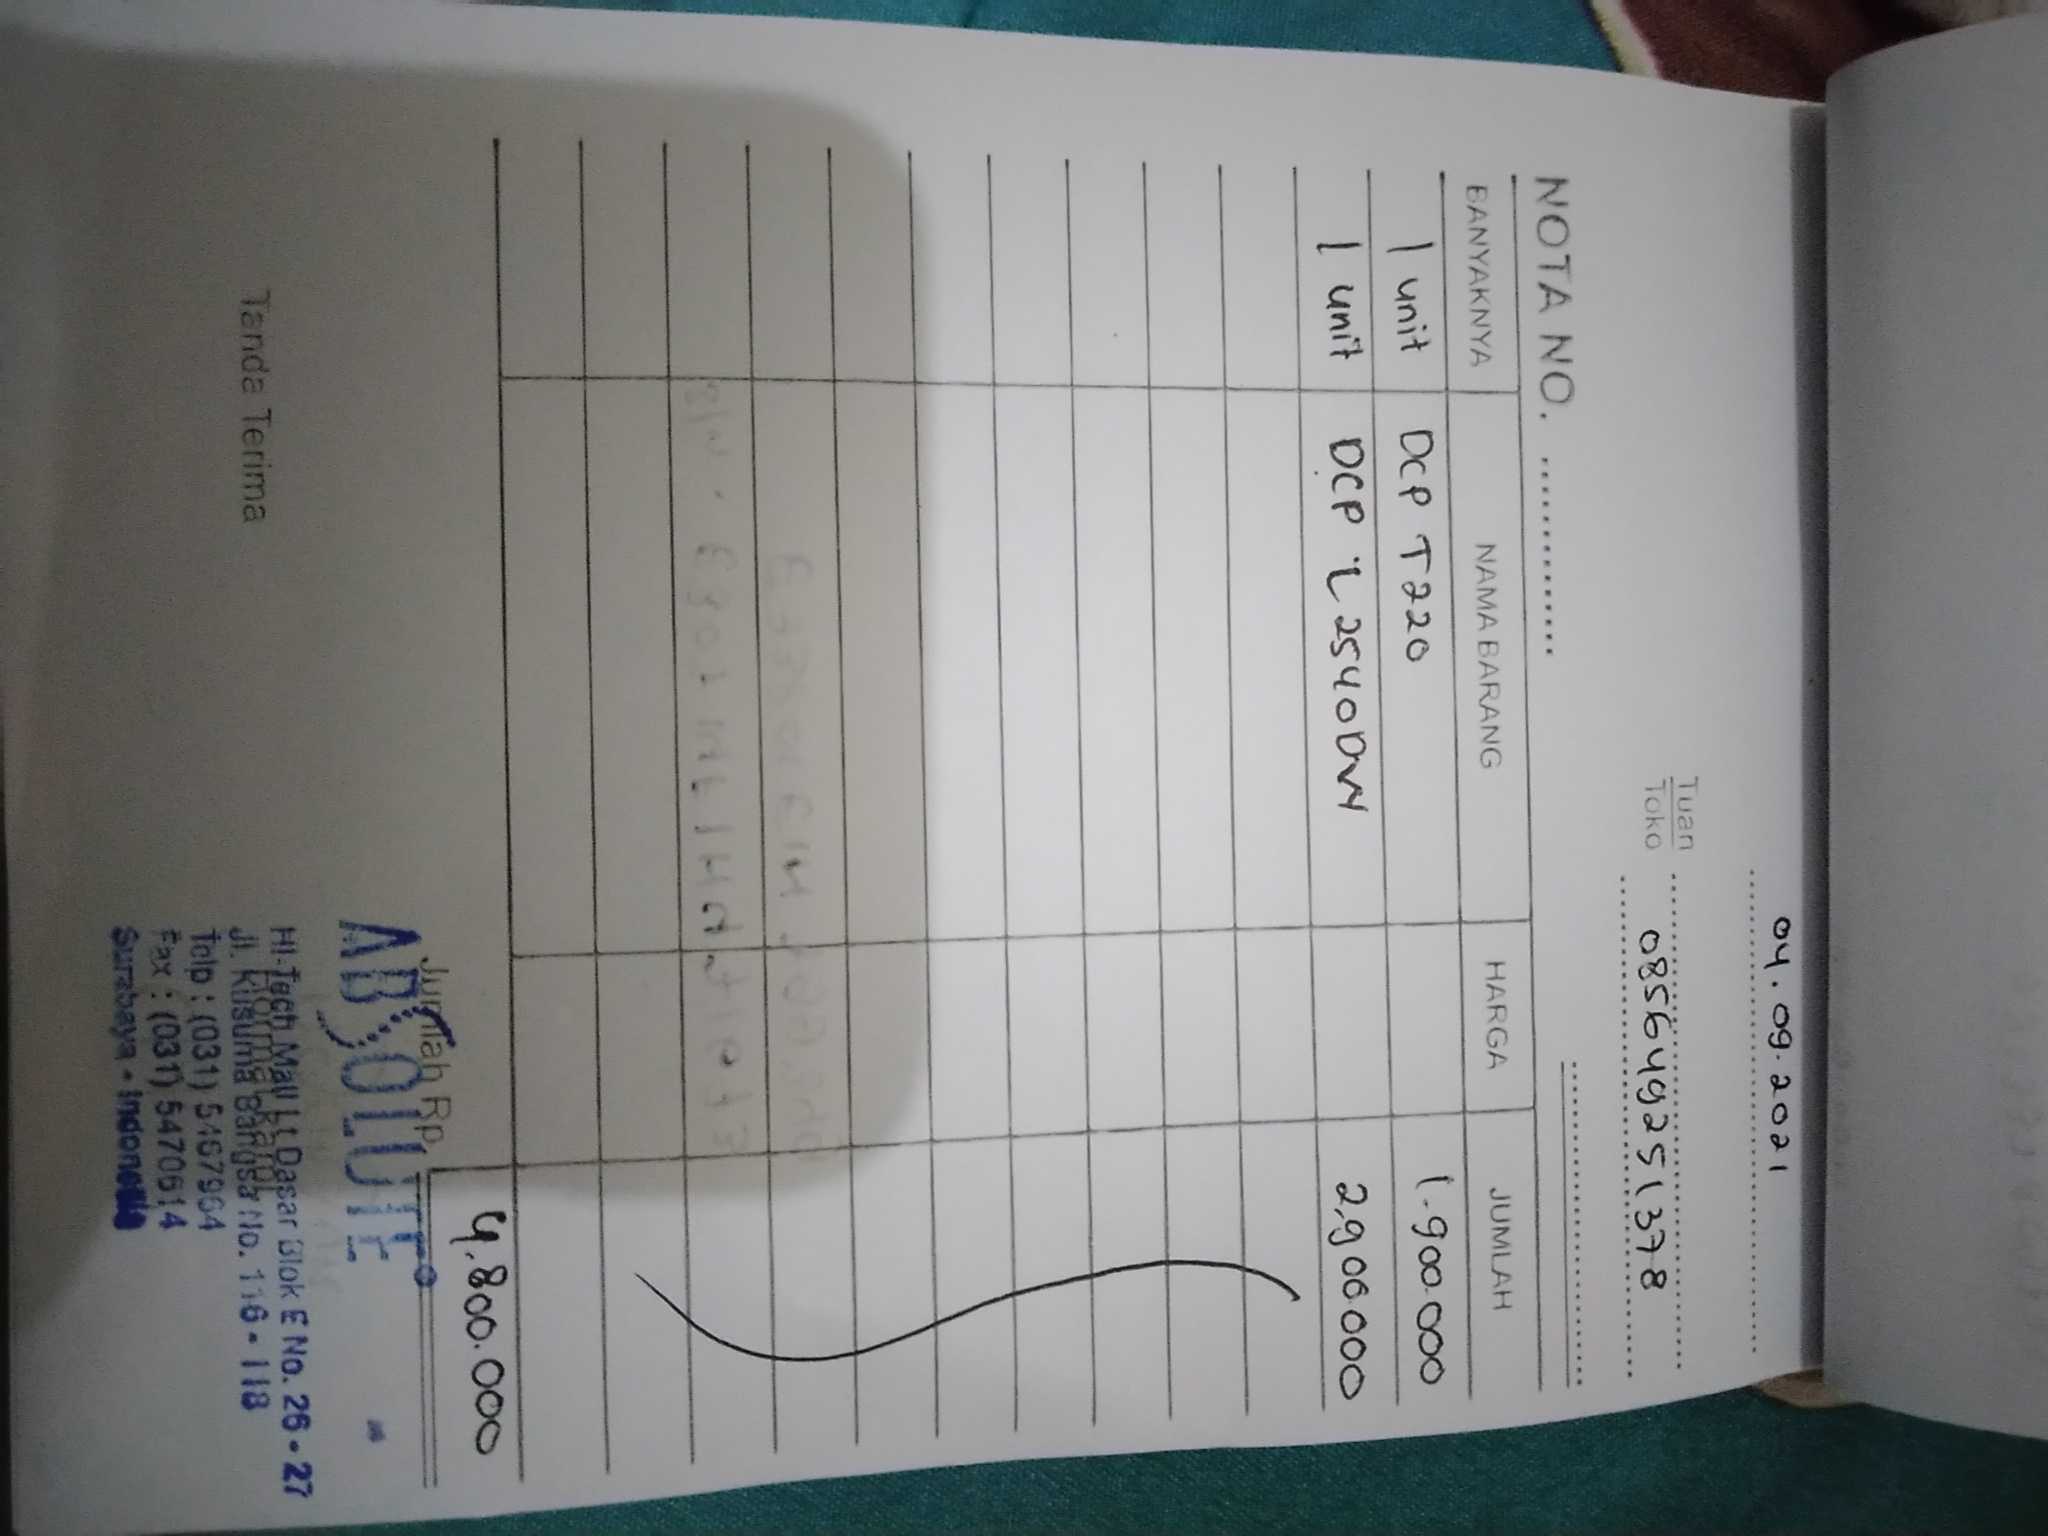 04.09.2021
Tuan
Toko
085649251378
NOTA NO.
BANYAKNYA NAMA BARANG HARGA JUMLAH
1 unit DCP T220 1.900.000
1 unit DCP L2540DW 2,900.000
Jumlah Rp. 4.800.000
Tanda Terima
ABSOLUTE
Hi-Tech Mall Lt Dasar Blok E No. 26 - 27
Jl. Kusuma Bangsa No. 116 - 118
Telp : (031) 5467964
Fax : (031) 5470614
Surabaya - Indonesia